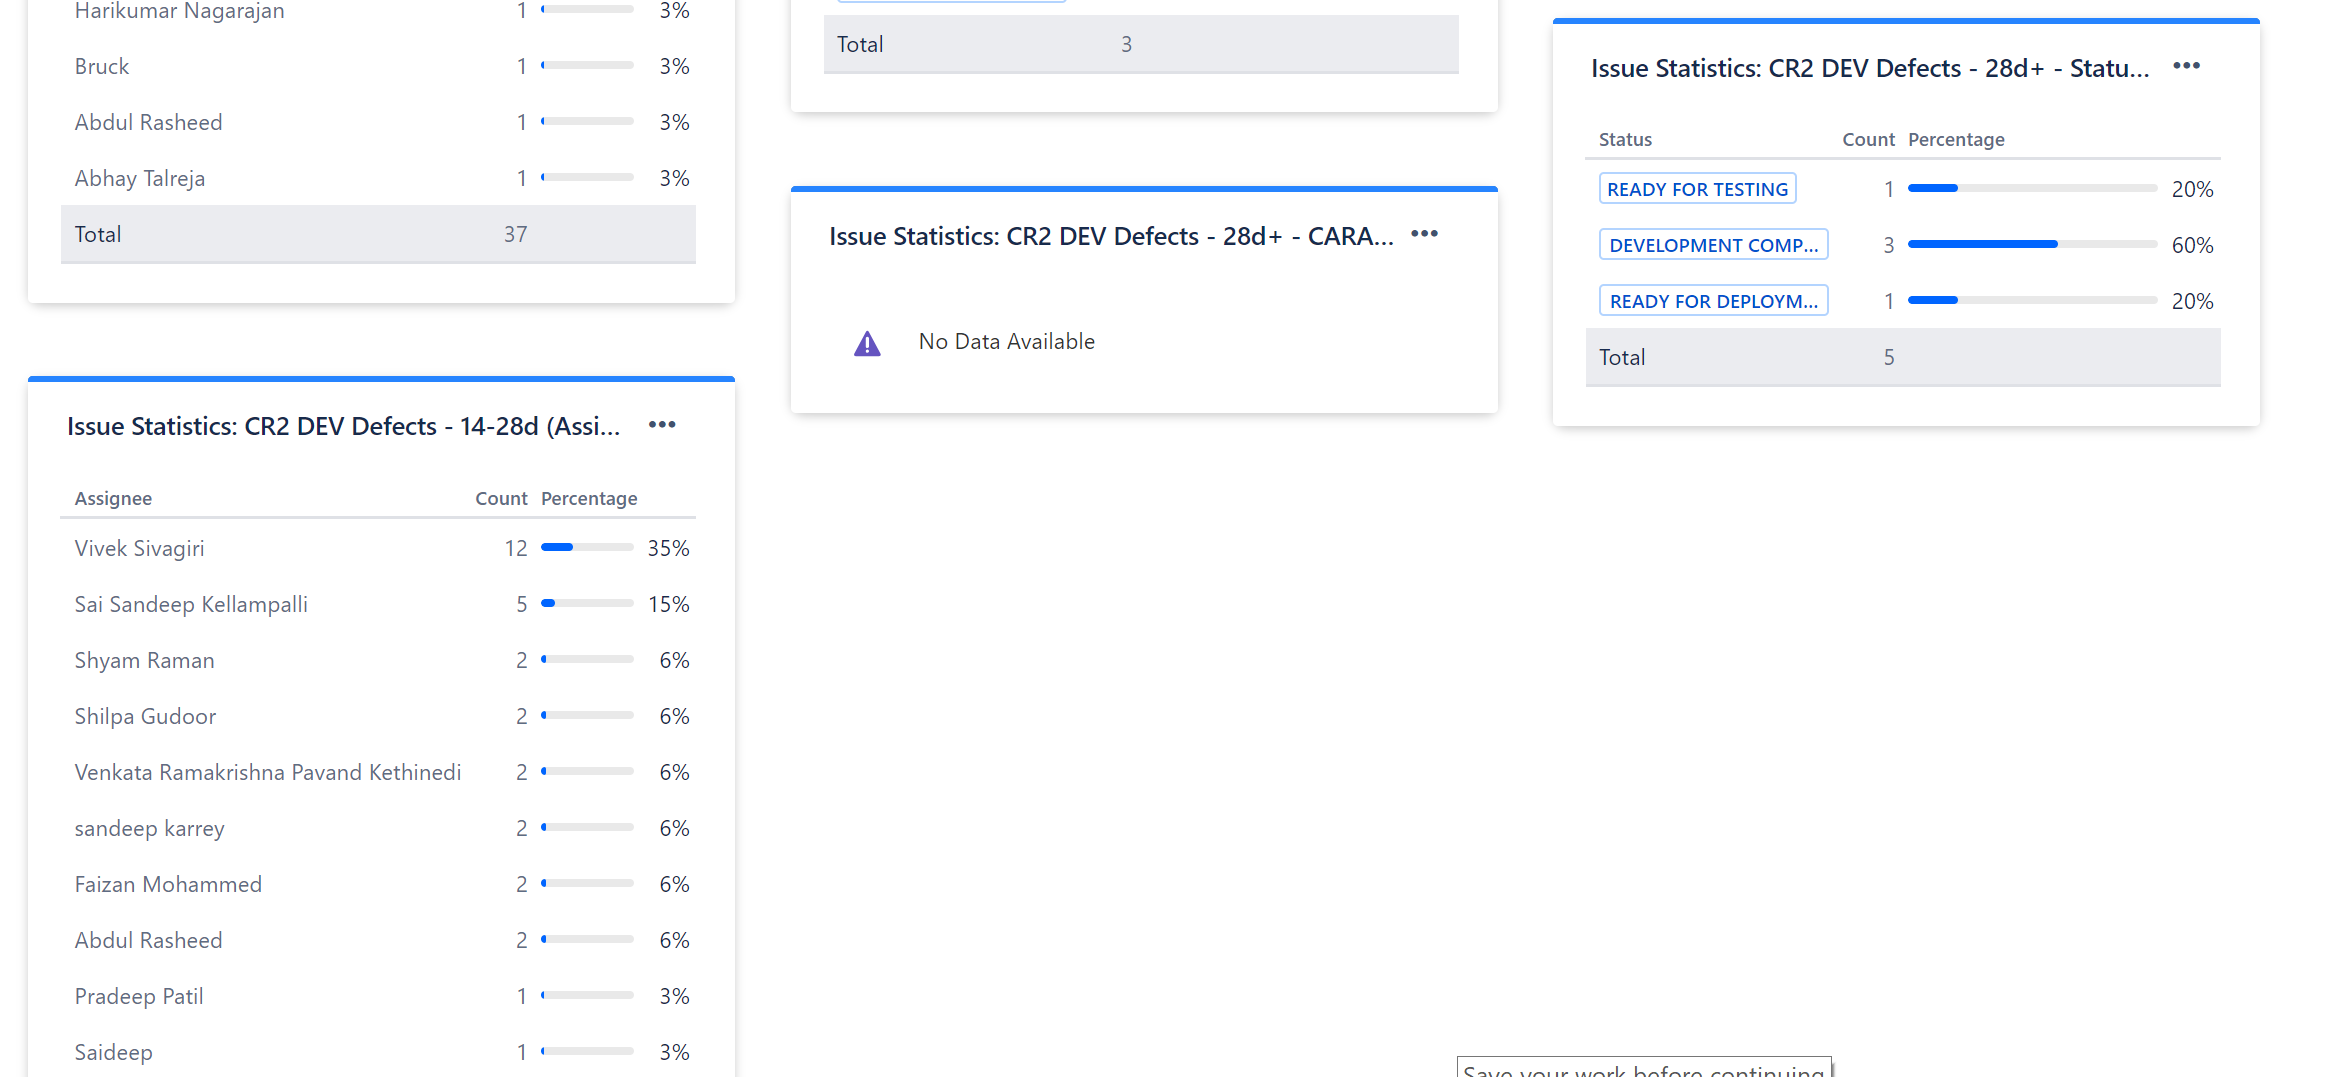 Harikumar Nagarajan 1 3%
Bruck 1 3%
Abdul Rasheed 1 3%
Abhay Talreja 1 3%
Total 37
Issue Statistics: CR2 DEV Defects - 14-28d (Assi...
Assignee Count Percentage
Vivek Sivagiri 12 35%
Sai Sandeep Kellampalli 5 15%
Shyam Raman 2 6%
Shilpa Gudoor 2 6%
Venkata Ramakrishna Pavand Kethinedi 2 6%
sandeep karrey 2 6%
Faizan Mohammed 2 6%
Abdul Rasheed 2 6%
Pradeep Patil 1 3%
Saideep 1 3%
Total 3
Issue Statistics: CR2 DEV Defects - 28d+ - CARA...
No Data Available
Issue Statistics: CR2 DEV Defects - 28d+ - Statu...
Status Count Percentage
READY FOR TESTING 1 20%
DEVELOPMENT COMP... 3 60%
READY FOR DEPLOYM... 1 20%
Total 5
Save your work before continuing